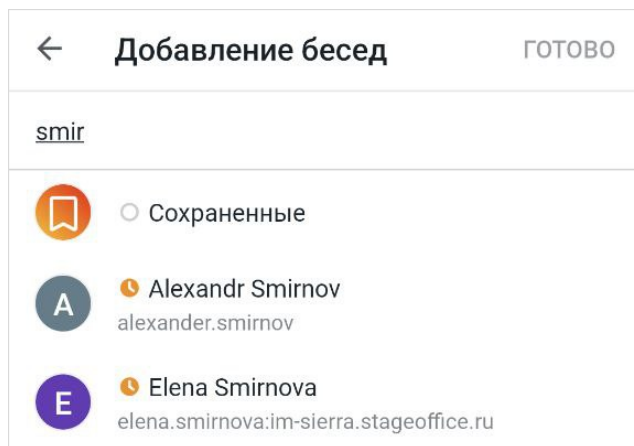 Добавление бесед ГОТОВО
smir
Сохраненные
A Alexandr Smirnov
alexander.smirnov
E Elena Smirnova
elena.smirnova:im-sierra.stageoffice.ru